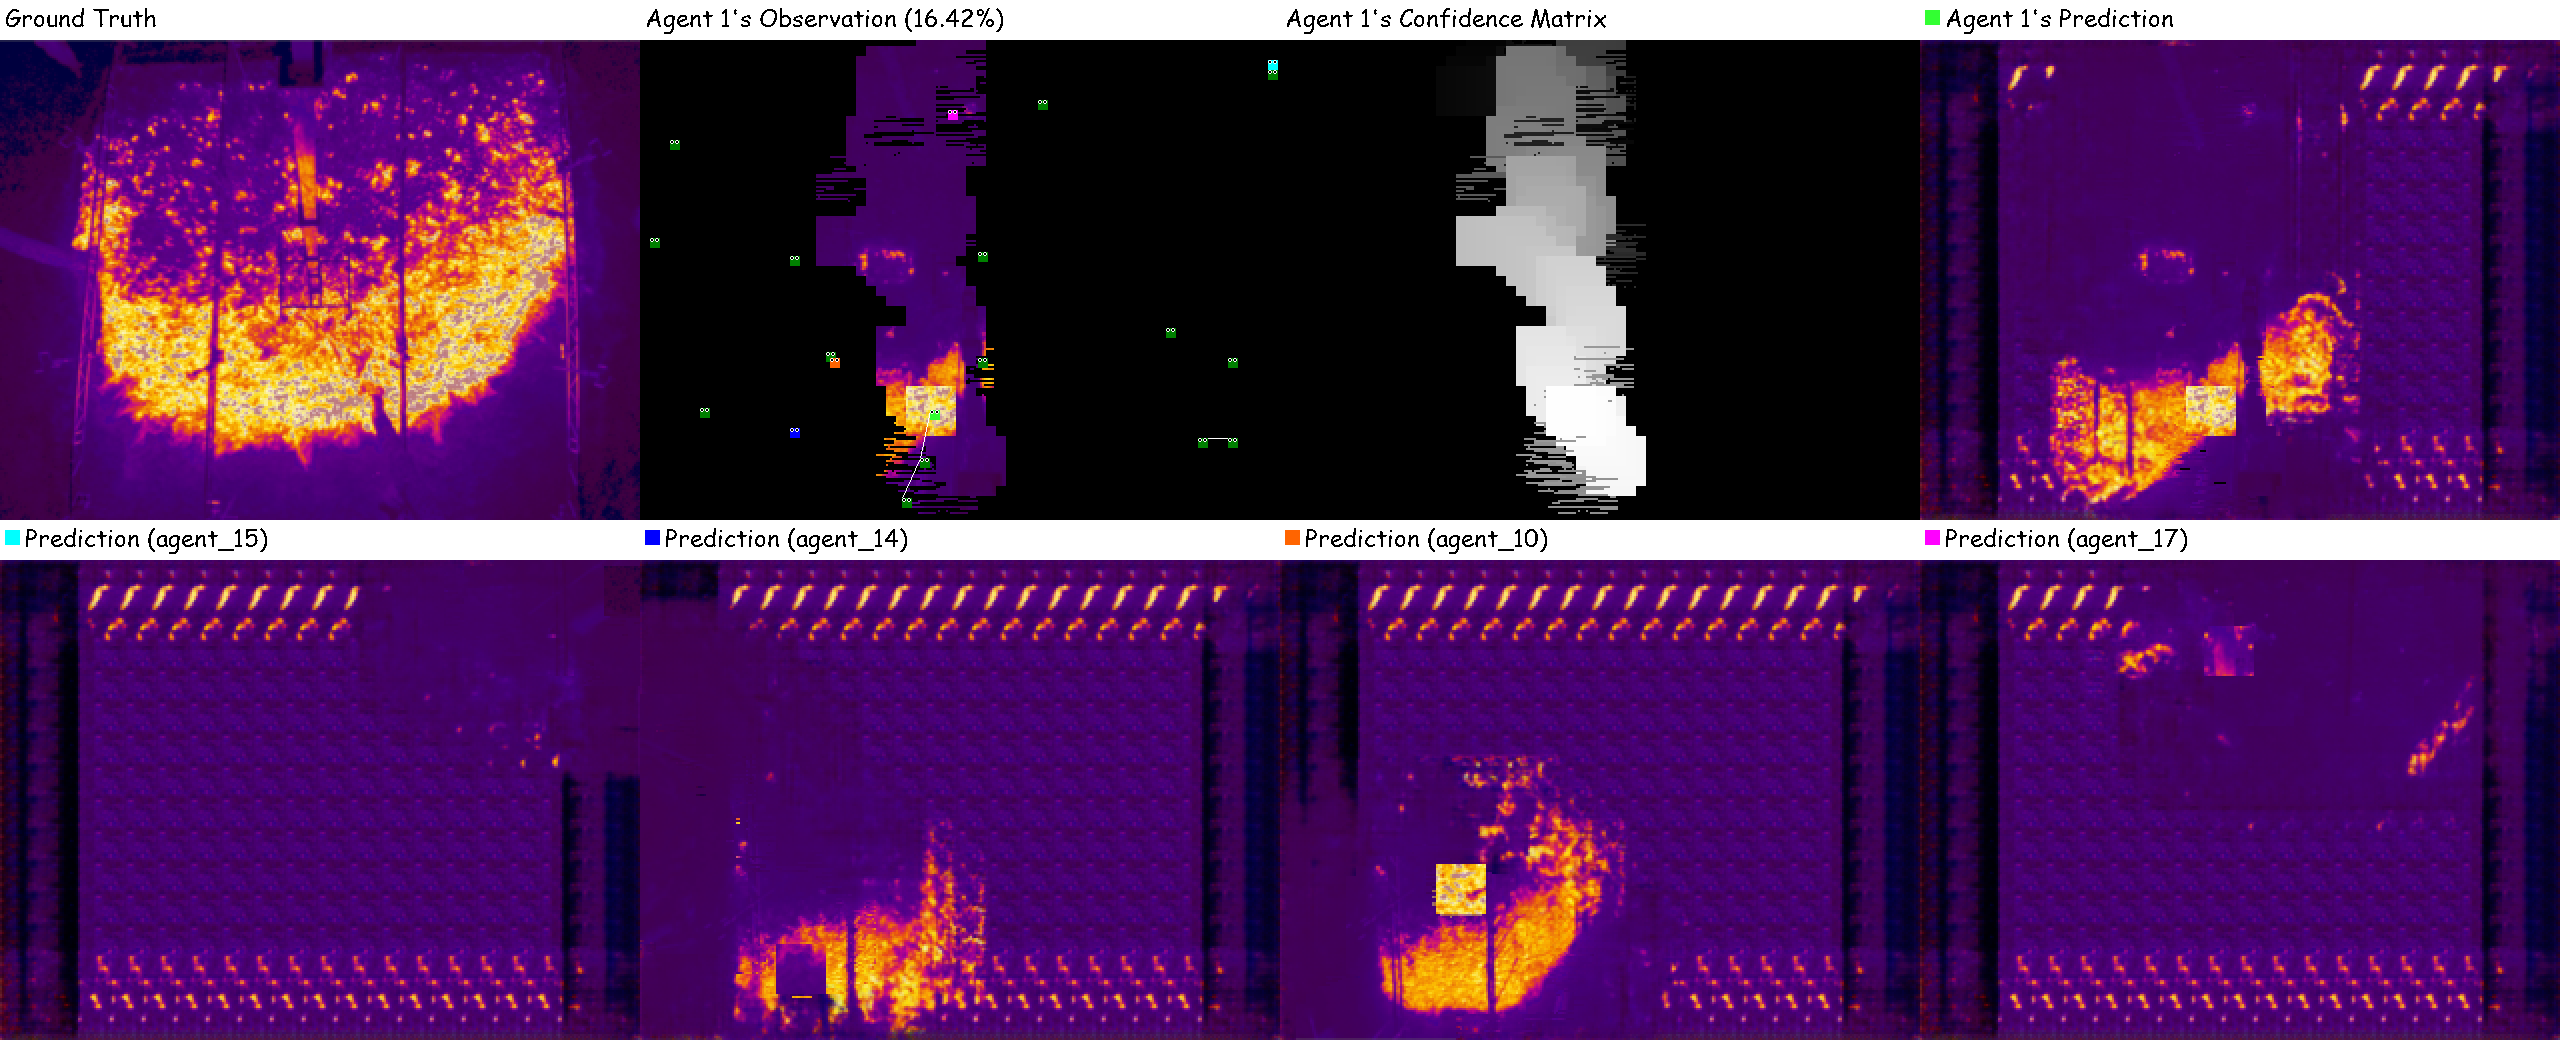 Ground Truth
Agent 1's Observation (16.42%)
Agent 1's Confidence Matrix
Agent 1's Prediction
Prediction (agent_15)
Prediction (agent_14)
Prediction (agent_10)
Prediction (agent_17)